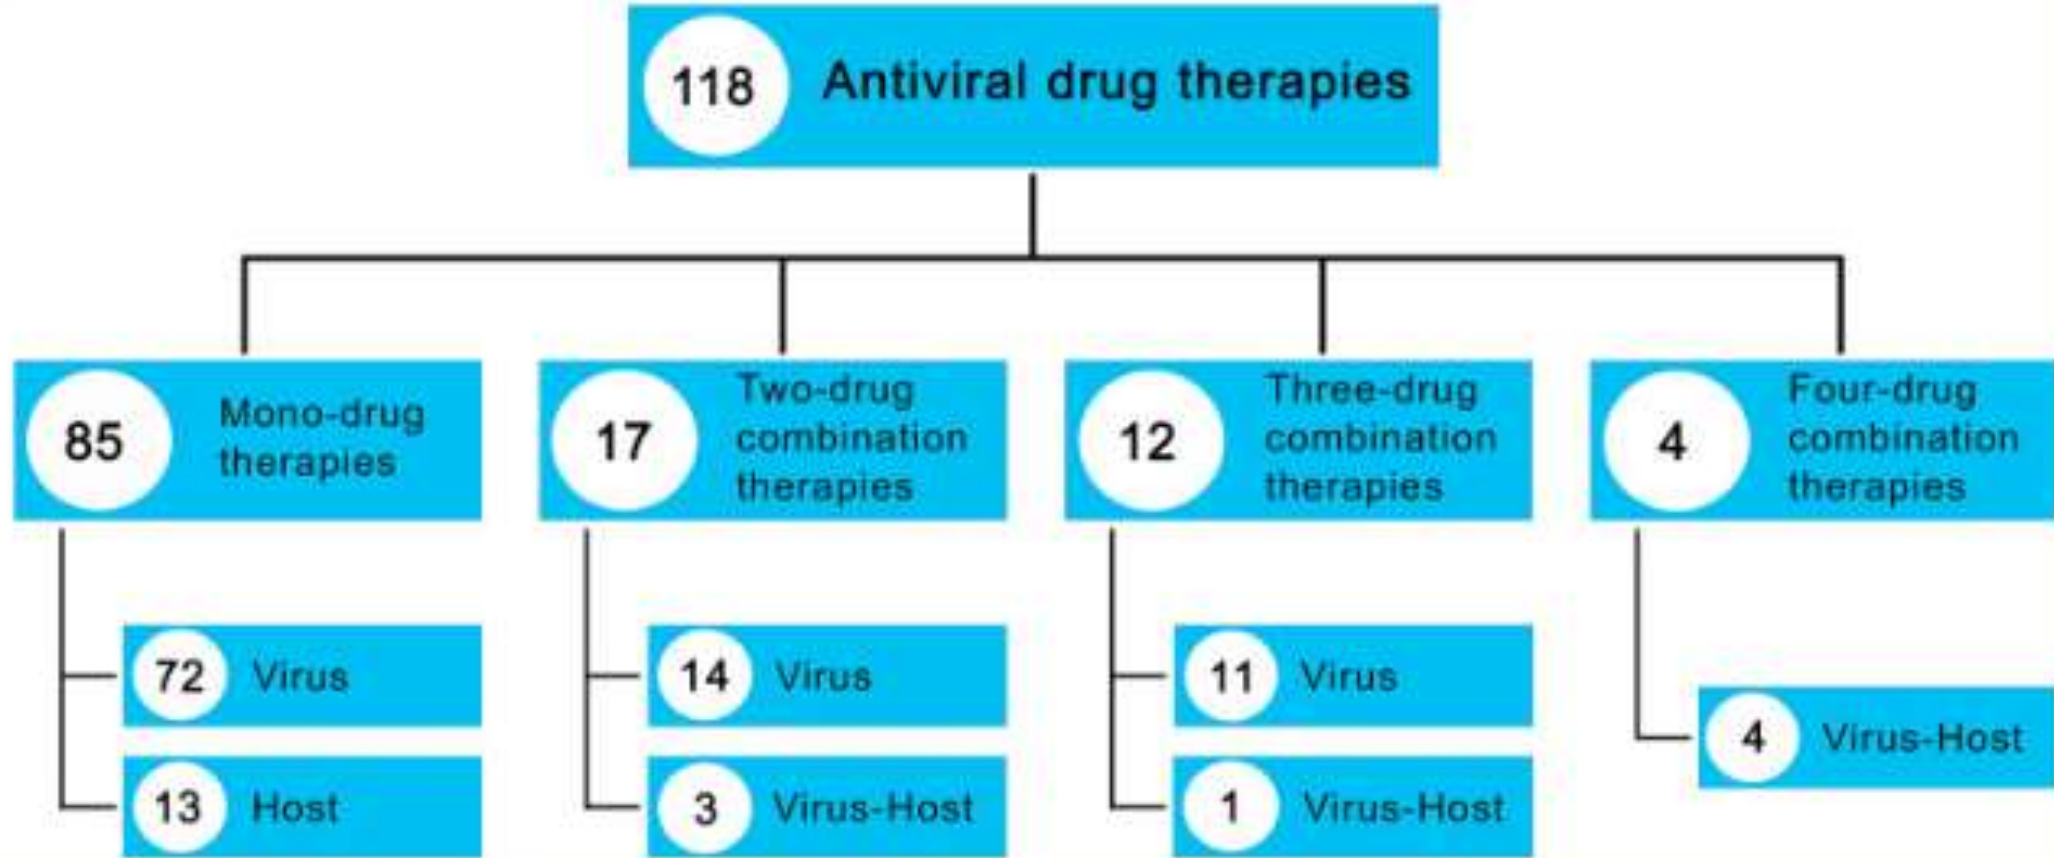 118 Antiviral drug therapies
85 Mono-drug
therapies
17 Two-drug
combination
therapies
12 Three-drug
combination
therapies
4 Four-drug
combination
therapies
72 Virus
13 Host
14 Virus
3 Virus-Host
11 Virus
1 Virus-Host
4 Virus-Host